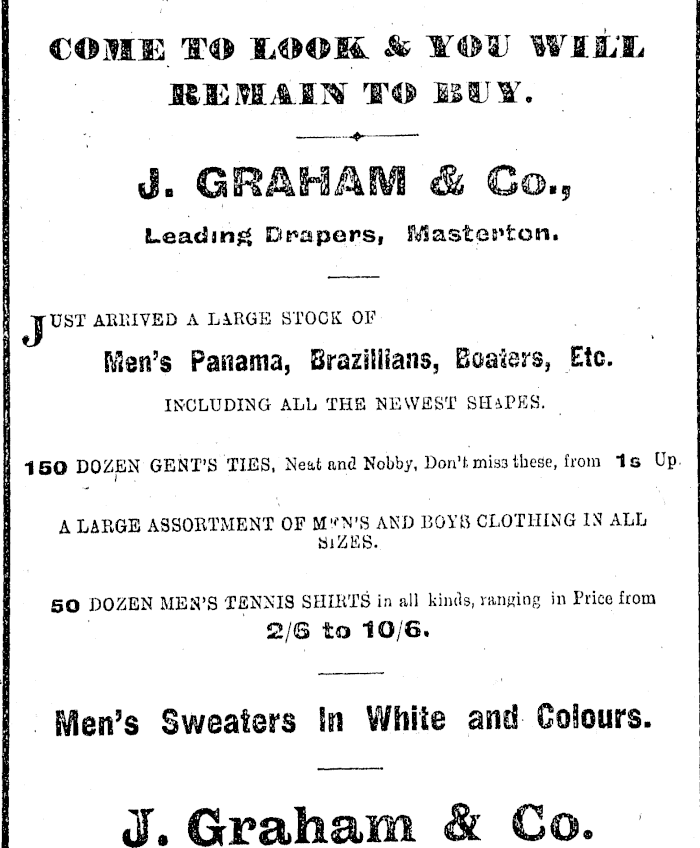 COME TO LOOK & YOU WILL
REMAIN TO BUY.
J. GRAHAM & Co.,
Leading Drapers, Masterton.
JUST ARRIVED A LARGE STOCK OF
Men's Panama, Brazillians, Boaters, Etc.
INCLUDING ALL THE NEWEST SHAPES.
150 DOZEN GENT'S TIES, Neat and Nobby, Don't miss these, from 1s Up.
A LARGE ASSORTMENT OF MEN'S AND BOYS CLOTHING IN ALL
SIZES.
50 DOZEN MEN'S TENNIS SHIRTS in all kinds, ranging in Price from
2/6 to 10/6.
Men's Sweaters In White and Colours.
J. Graham & Co.